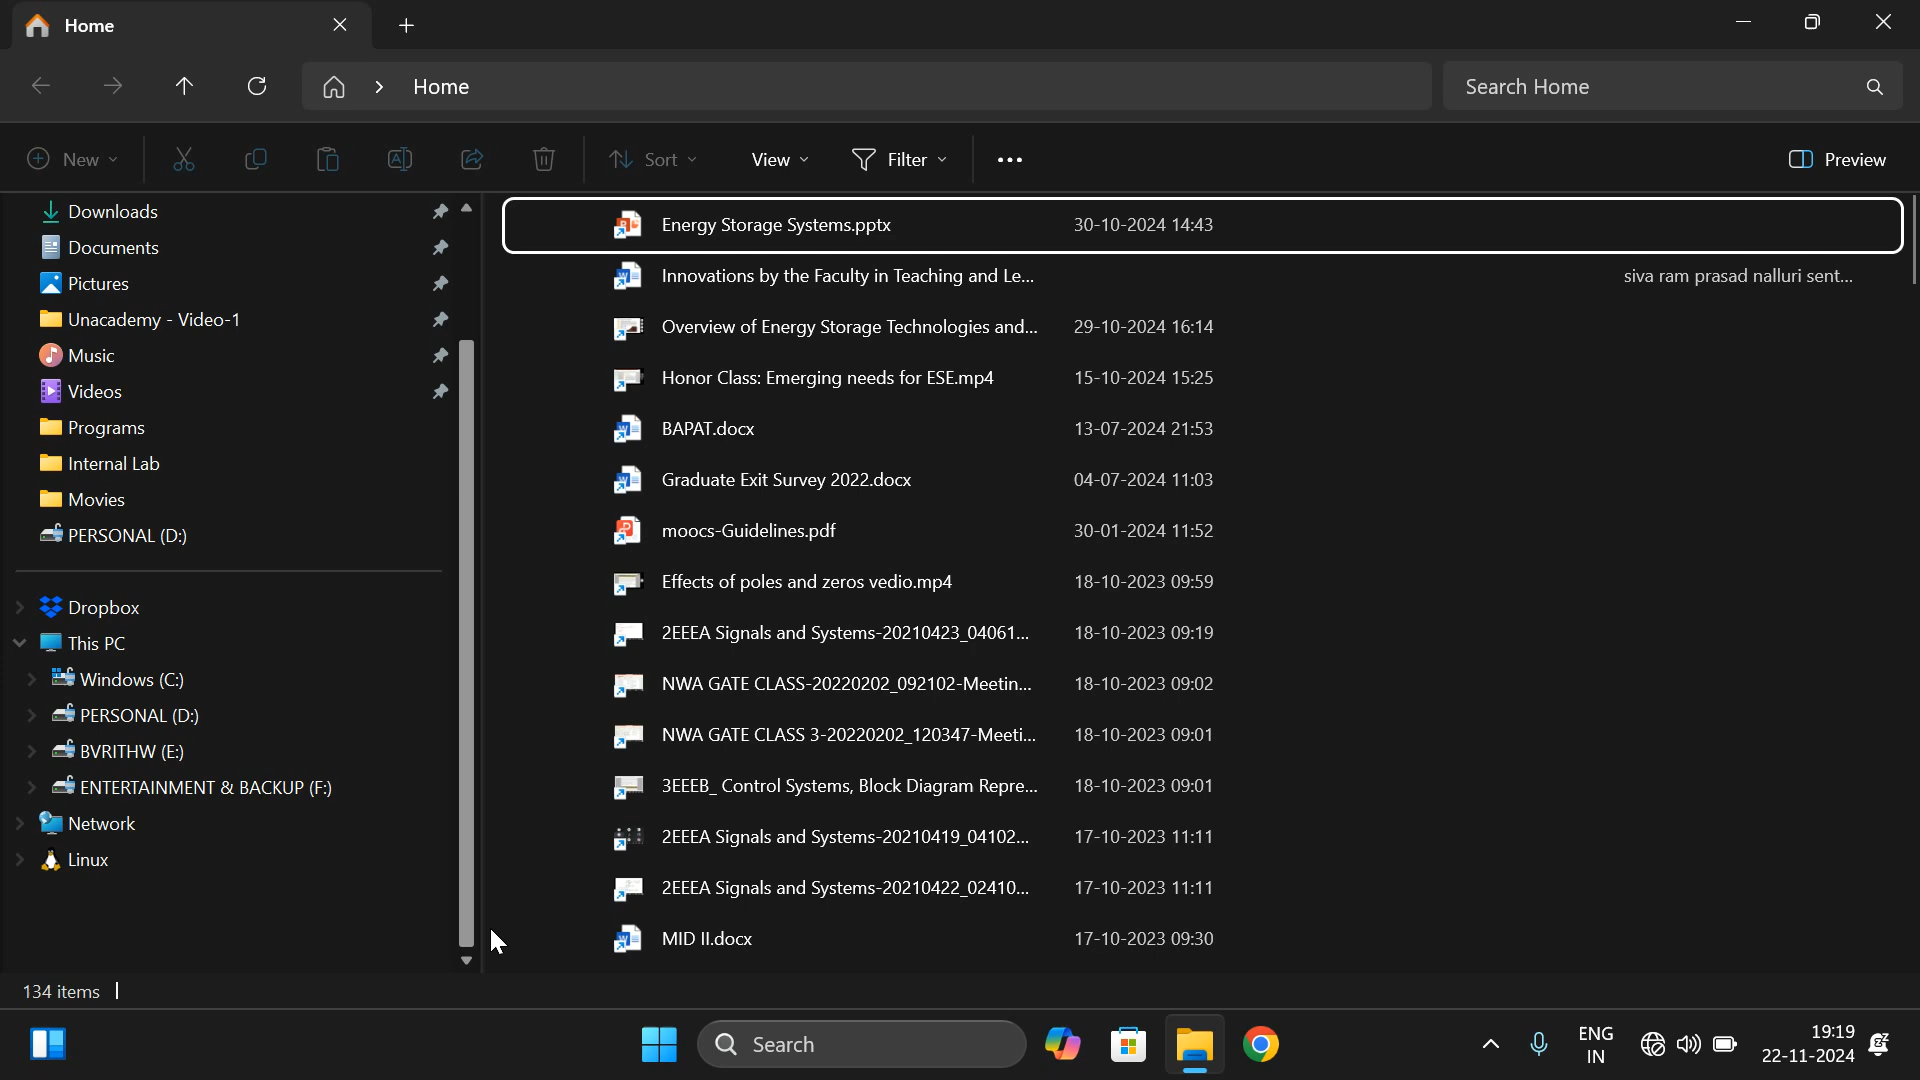 Home
Home
Search Home
New
Sort
View
Filter
Preview
Downloads
Documents
Pictures
Unacademy - Video-1
Music
Videos
Programs
Internal Lab
Movies
PERSONAL (D:)
Dropbox
This PC
Windows (C:)
PERSONAL (D:)
BVRITHW (E:)
ENTERTAINMENT & BACKUP (F:)
Network
Linux
Energy Storage Systems.pptx 30-10-2024 14:43
Innovations by the Faculty in Teaching and Le... siva ram prasad nalluri sent...
Overview of Energy Storage Technologies and... 29-10-2024 16:14
Honor Class: Emerging needs for ESE.mp4 15-10-2024 15:25
BAPAT.docx 13-07-2024 21:53
Graduate Exit Survey 2022.docx 04-07-2024 11:03
moocs-Guidelines.pdf 30-01-2024 11:52
Effects of poles and zeros vedio.mp4 18-10-2023 09:59
2EEEA Signals and Systems-20210423_04061... 18-10-2023 09:19
NWA GATE CLASS-20220202_092102-Meetin... 18-10-2023 09:02
NWA GATE CLASS 3-20220202_120347-Meeti... 18-10-2023 09:01
3EEEB_ Control Systems, Block Diagram Repre... 18-10-2023 09:01
2EEEA Signals and Systems-20210419_04102... 17-10-2023 11:11
2EEEA Signals and Systems-20210422_02410... 17-10-2023 11:11
MID II.docx 17-10-2023 09:30
134 items
Search
ENG
IN
19:19
22-11-2024